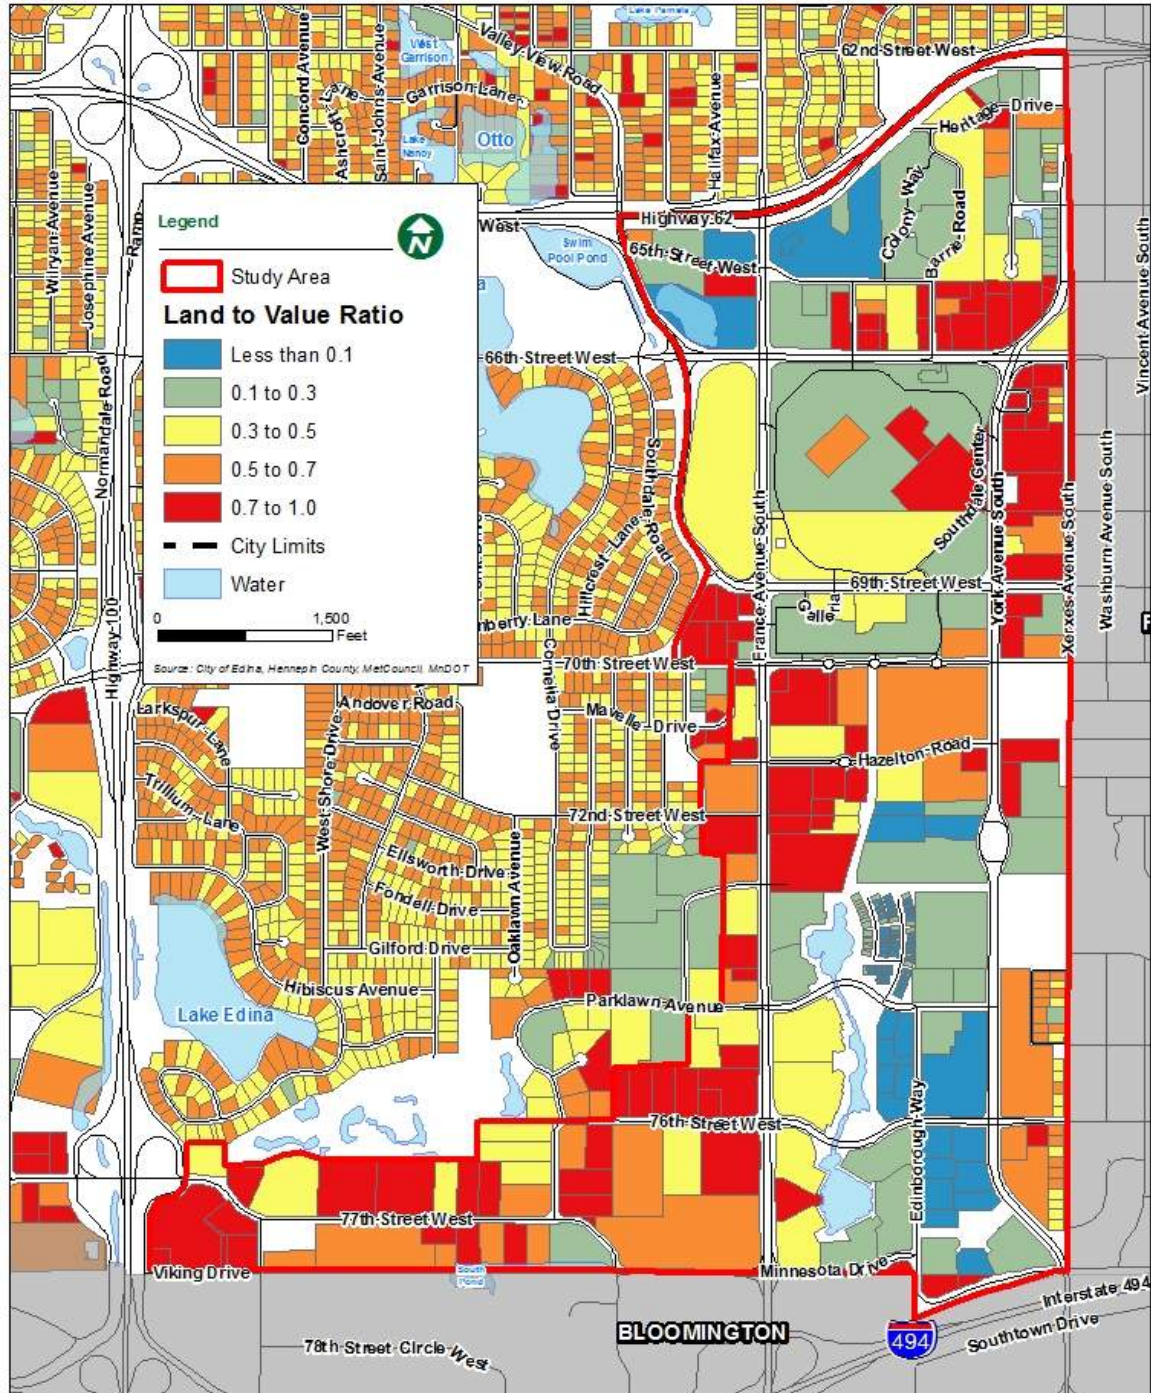 Lake Pamela
62nd Street West
Valley View Road
West
Garrison
Concord Avenue
Ashcroft Lane
Saint Johns Avenue
Garrison Lane
Halifax Avenue
Heritage Drive
Lake
Nancy
Otto
Wilryan Avenue
Josephine Avenue
Ramp
West
Highway 62
Swim
Pool Pond
65th Street West
Colony Way
Barrie Road
Vincent Avenue South
Legend
N
Study Area
Land to Value Ratio
Less than 0.1
0.1 to 0.3
0.3 to 0.5
0.5 to 0.7
0.7 to 1.0
City Limits
Water
0 1,500
Feet
Source: City of Edina, Hennepin County, MetCouncil, MnDOT
66th Street West
Normandale Road
Southdale Road
Hillcrest Lane
Southdale Center
France Avenue South
York Avenue South
Xerxes Avenue South
Washburn Avenue South
69th Street West
Galleria
Highway 100
nberry Lane
70th Street West
Cornelia Drive
Larkspur Lane
Andover Road
Mavelle Drive
West Shore Drive
Hazelton Road
Trillium Lane
72nd Street West
Ellsworth Drive
Fondell Drive
Oaklawn Avenue
Gilford Drive
Hibiscus Avenue
Parklawn Avenue
Lake Edina
76th Street West
Edinborough Way
77th Street West
Viking Drive
South
Pond
Minnesota Drive
Interstate 494
BLOOMINGTON
494
Southtown Drive
78th Street Circle West